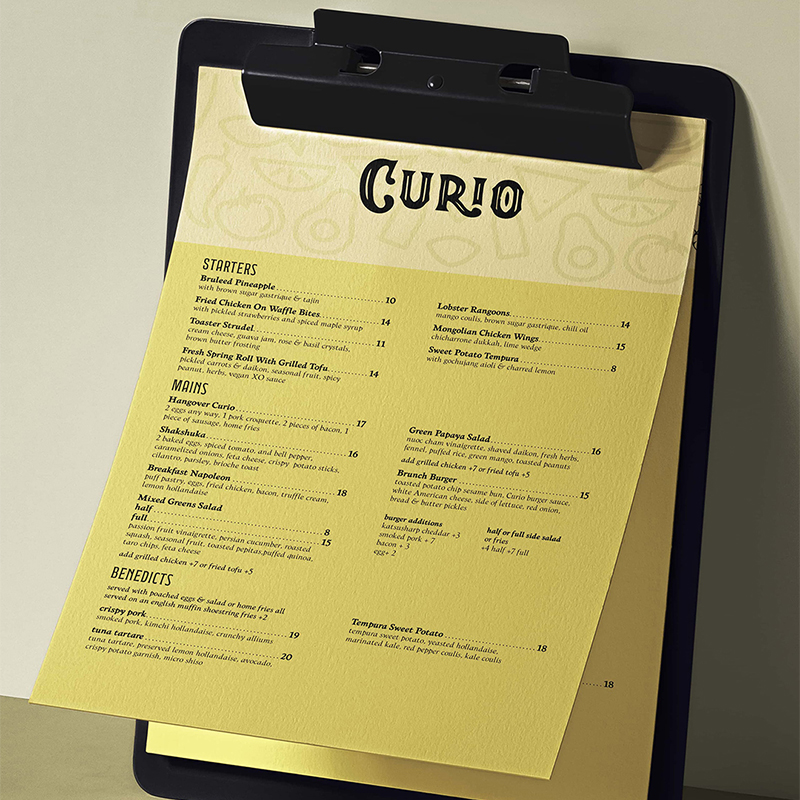 CURIO
STARTERS
Bruleed Pineapple 10
with brown sugar gastrique & tajin
Fried Chicken On Waffle Bites 14
with pickled strawberries and spiced maple syrup
Toaster Strudel 11
cream cheese, guava jam, rose & basil crystals,
brown butter frosting
Fresh Spring Roll With Grilled Tofu 14
pickled carrots & daikon, seasonal fruit, spicy
peanut, herbs, vegan XO sauce
Lobster Rangoons 14
mango coulis, brown sugar gastrique, chili oil
Mongolian Chicken Wings 15
chicharrone dukkah, lime wedge
Sweet Potato Tempura 8
with gochujang aioli & charred lemon
MAINS
Hangover Curio 17
2 eggs any way, 1 pork croquette, 2 pieces of bacon, 1
piece of sausage, home fries
Shakshuka 16
2 baked eggs, spiced tomato, and bell pepper,
caramelized onions, feta cheese, crispy potato sticks,
cilantro, parsley, brioche toast
Breakfast Napoleon 18
puff pastry, eggs, fried chicken, bacon, truffle cream,
lemon hollandaise
Mixed Greens Salad
half 8
full 15
passion fruit vinaigrette, persian cucumber, roasted
squash, seasonal fruit, toasted pepitas,puffed quinoa,
taro chips, feta cheese
add grilled chicken +7 or fried tofu +5
Green Papaya Salad 16
nuoc cham vinaigrette, shaved daikon, fresh herbs,
fennel, puffed rice, green mango, toasted peanuts
add grilled chicken +7 or fried tofu +5
Brunch Burger 15
toasted potato chip sesame bun, Curio burger sauce,
white American cheese, side of lettuce, red onion,
bread & butter pickles
burger additions
katsusharp cheddar +3
smoked pork + 7
bacon + 3
egg+ 2
half or full side salad
or fries
+4 half +7 full
BENEDICTS
served with poached eggs & salad or home fries all
served on an english muffin shoestring fries +2
crispy pork 19
smoked pork, kimchi hollandaise, crunchy alliums
tuna tartare 20
tuna tartare, preserved lemon hollandaise, avocado,
crispy potato garnish, micro shiso
Tempura Sweet Potato 18
tempura sweet potato, yeasted hollandaise,
marinated kale, red pepper coulis, kale coulis
18